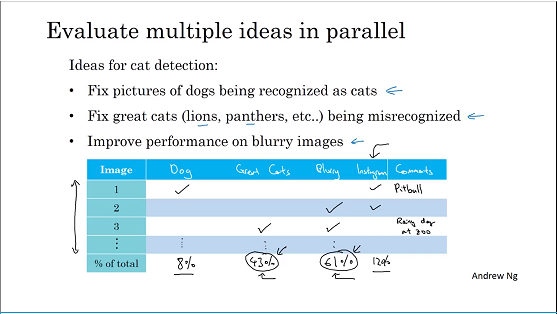 Evaluate multiple ideas in parallel
Ideas for cat detection:
• Fix pictures of dogs being recognized as cats
• Fix great cats (lions, panthers, etc..) being misrecognized
• Improve performance on blurry images
Image Dog Great Cats Blurry Instagram Comments
1 ✓ ✓ Pitbull
2 ✓ ✓
3 ✓ ✓ Rainy day at zoo
⋮ ⋮ ⋮ ⋮
% of total 8% 43% 61% 12%
Andrew Ng